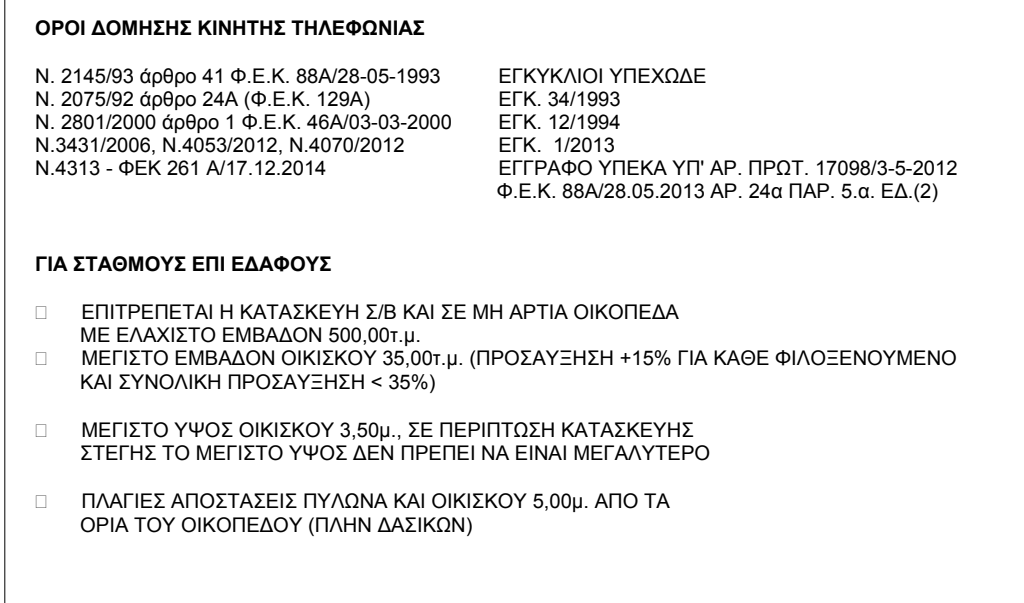 ΟΡΟΙ ΔΟΜΗΣΗΣ ΚΙΝΗΤΗΣ ΤΗΛΕΦΩΝΙΑΣ
Ν. 2145/93 άρθρο 41 Φ.Ε.Κ. 88Α/28-05-1993
Ν. 2075/92 άρθρο 24Α (Φ.Ε.Κ. 129Α)
Ν. 2801/2000 άρθρο 1 Φ.Ε.Κ. 46Α/03-03-2000
Ν.3431/2006, Ν.4053/2012, Ν.4070/2012
Ν.4313 - ΦΕΚ 261 Α/17.12.2014
ΕΓΚΥΚΛΙΟΙ ΥΠΕΧΩΔΕ
ΕΓΚ. 34/1993
ΕΓΚ. 12/1994
ΕΓΚ. 1/2013
ΕΓΓΡΑΦΟ ΥΠΕΚΑ ΥΠ' ΑΡ. ΠΡΩΤ. 17098/3-5-2012
Φ.Ε.Κ. 88Α/28.05.2013 ΑΡ. 24α ΠΑΡ. 5.α. ΕΔ.(2)
ΓΙΑ ΣΤΑΘΜΟΥΣ ΕΠΙ ΕΔΑΦΟΥΣ
ΕΠΙΤΡΕΠΕΤΑΙ Η ΚΑΤΑΣΚΕΥΗ Σ/Β ΚΑΙ ΣΕ ΜΗ ΑΡΤΙΑ ΟΙΚΟΠΕΔΑ
ΜΕ ΕΛΑΧΙΣΤΟ ΕΜΒΑΔΟΝ 500,00τ.μ.
ΜΕΓΙΣΤΟ ΕΜΒΑΔΟΝ ΟΙΚΙΣΚΟΥ 35,00τ.μ. (ΠΡΟΣΑΥΞΗΣΗ +15% ΓΙΑ ΚΑΘΕ ΦΙΛΟΞΕΝΟΥΜΕΝΟ
ΚΑΙ ΣΥΝΟΛΙΚΗ ΠΡΟΣΑΥΞΗΣΗ < 35%)
ΜΕΓΙΣΤΟ ΥΨΟΣ ΟΙΚΙΣΚΟΥ 3,50μ., ΣΕ ΠΕΡΙΠΤΩΣΗ ΚΑΤΑΣΚΕΥΗΣ
ΣΤΕΓΗΣ ΤΟ ΜΕΓΙΣΤΟ ΥΨΟΣ ΔΕΝ ΠΡΕΠΕΙ ΝΑ ΕΙΝΑΙ ΜΕΓΑΛΥΤΕΡΟ
ΠΛΑΓΙΕΣ ΑΠΟΣΤΑΣΕΙΣ ΠΥΛΩΝΑ ΚΑΙ ΟΙΚΙΣΚΟΥ 5,00μ. ΑΠΟ ΤΑ
ΟΡΙΑ ΤΟΥ ΟΙΚΟΠΕΔΟΥ (ΠΛΗΝ ΔΑΣΙΚΩΝ)